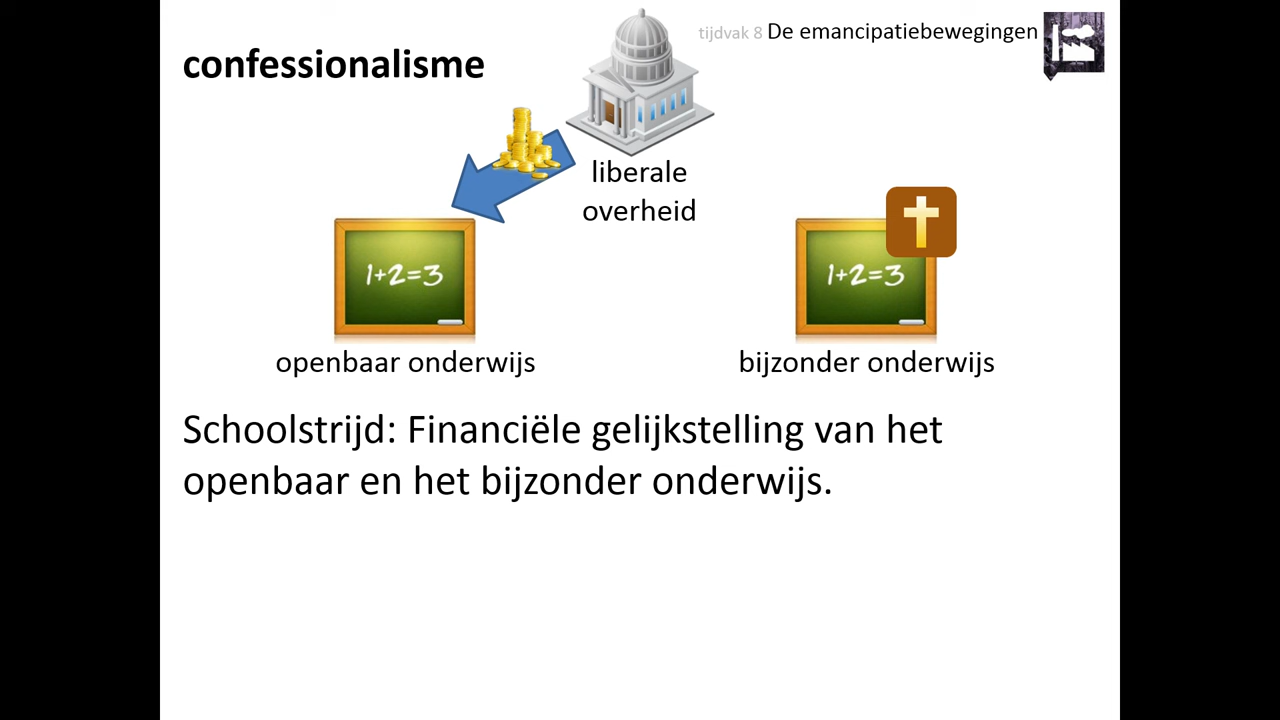 tijdvak 8 De emancipatiebewegingen
confessionalisme
liberale
overheid
1+2=3
1+2=3
openbaar onderwijs
bijzonder onderwijs
Schoolstrijd: Financiële gelijkstelling van het
openbaar en het bijzonder onderwijs.